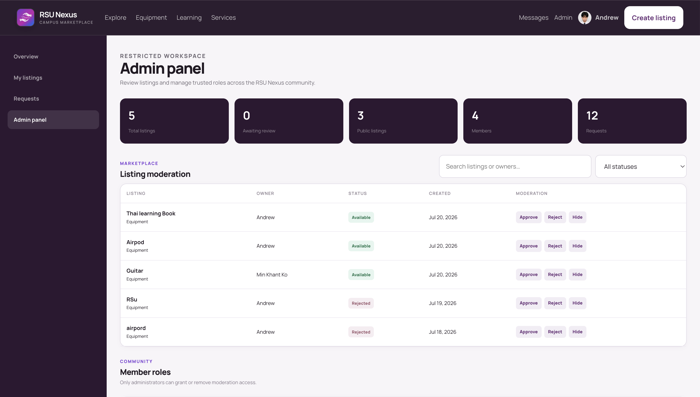 RSU Nexus
CAMPUS MARKETPLACE
Explore Equipment Learning Services
Messages Admin Andrew Create listing
Overview
My listings
Requests
Admin panel
RESTRICTED WORKSPACE
Admin panel
Review listings and manage trusted roles across the RSU Nexus community.
5 0 3 4 12
Total listings Awaiting review Public listings Members Requests
MARKETPLACE
Listing moderation
Search listings or owners... All statuses
LISTING OWNER STATUS CREATED MODERATION
Thai learning Book
Equipment
Andrew Available Jul 20, 2026 Approve Reject Hide
Airpod
Equipment
Andrew Available Jul 20, 2026 Approve Reject Hide
Guitar
Equipment
Min Khant Ko Available Jul 20, 2026 Approve Reject Hide
RSu
Equipment
Andrew Rejected Jul 19, 2026 Approve Reject Hide
airpord
Equipment
Andrew Rejected Jul 18, 2026 Approve Reject Hide
COMMUNITY
Member roles
Only administrators can grant or remove moderation access.